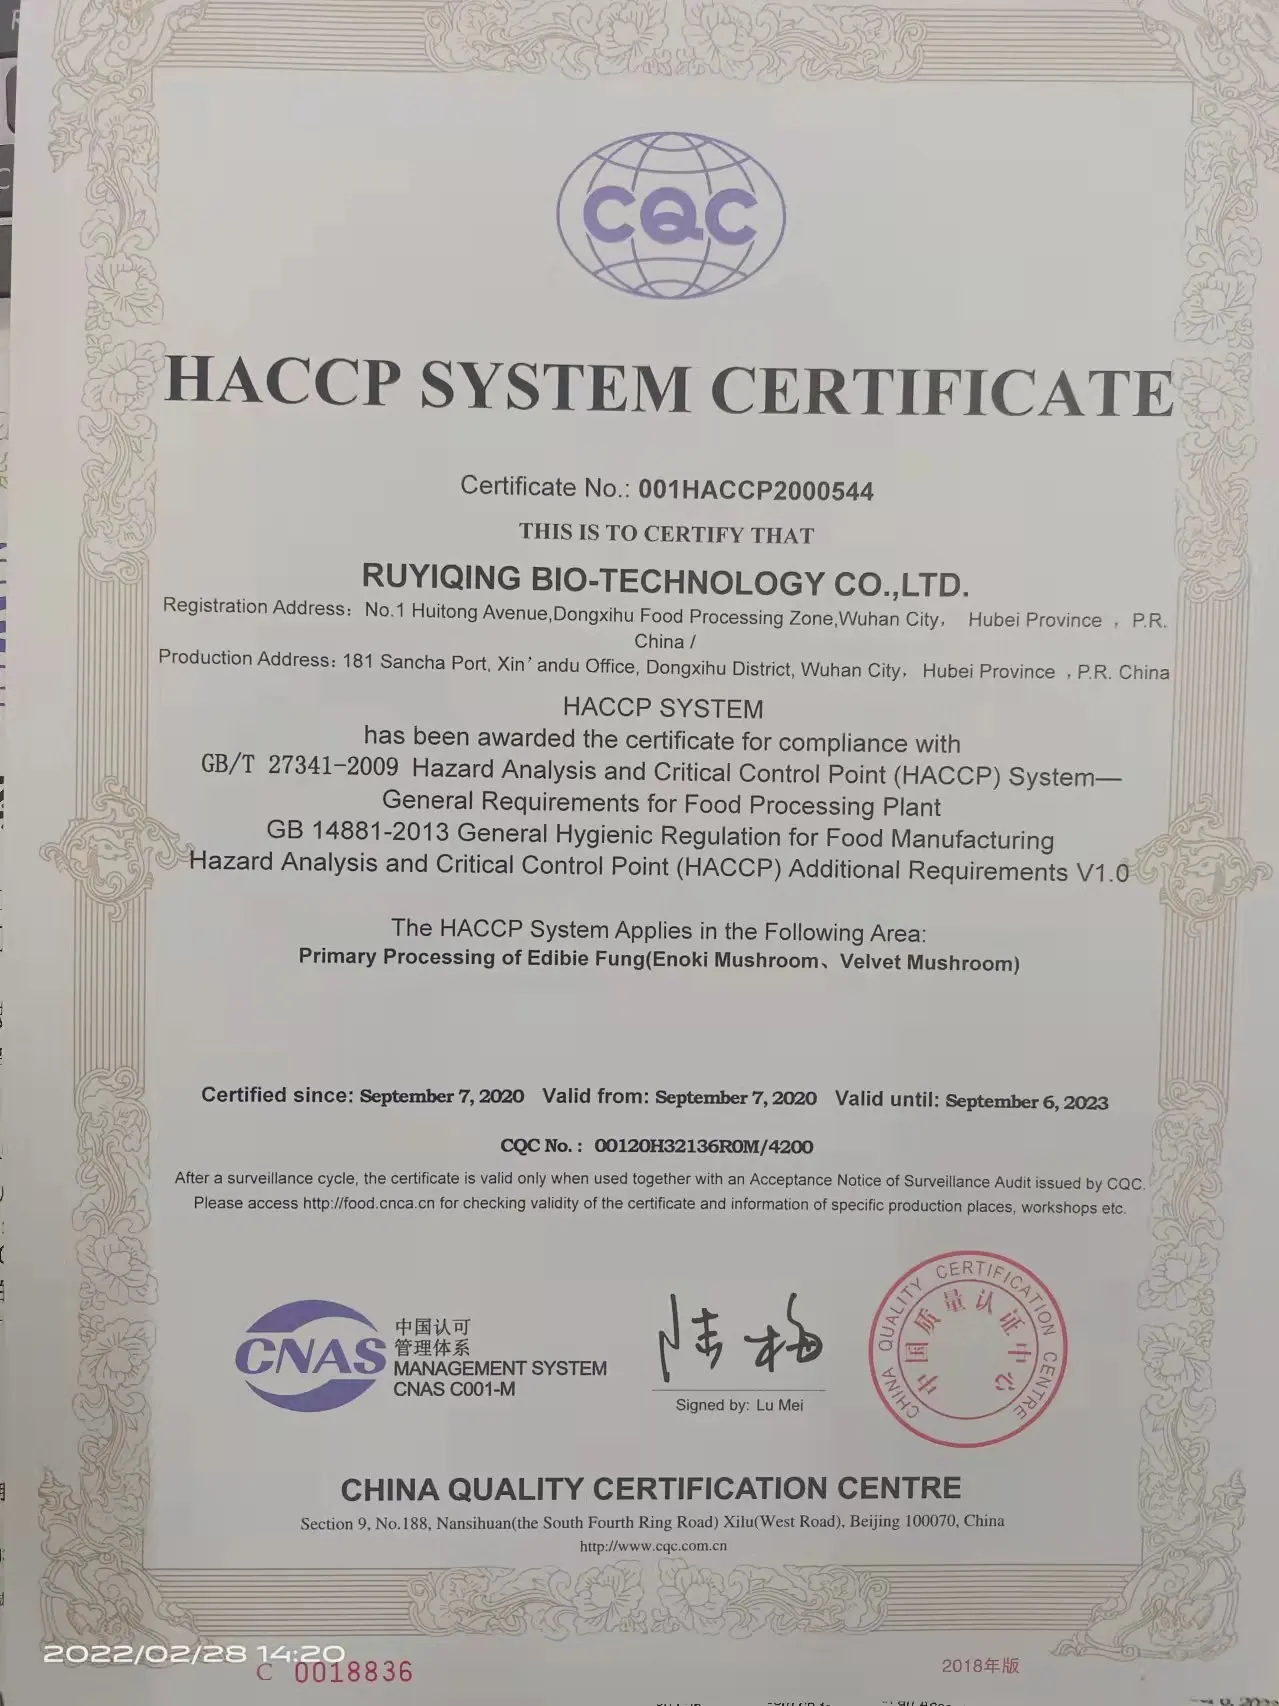 CQC
HACCP SYSTEM CERTIFICATE
Certificate No.: 001HACCP2000544
THIS IS TO CERTIFY THAT
RUYIQING BIO-TECHNOLOGY CO.,LTD.
Registration Address：No.1 Huitong Avenue,Dongxihu Food Processing Zone,Wuhan City， Hubei Province ，P.R.
China /
Production Address: 181 Sancha Port, Xin’andu Office, Dongxihu District, Wuhan City， Hubei Province ，P.R. China
HACCP SYSTEM
has been awarded the certificate for compliance with
GB/T 27341-2009 Hazard Analysis and Critical Control Point (HACCP) System—
General Requirements for Food Processing Plant
GB 14881-2013 General Hygienic Regulation for Food Manufacturing
Hazard Analysis and Critical Control Point (HACCP) Additional Requirements V1.0
The HACCP System Applies in the Following Area:
Primary Processing of Edibie Fung(Enoki Mushroom、Velvet Mushroom)
Certified since: September 7, 2020 Valid from: September 7, 2020 Valid until: September 6, 2023
CQC No. : 00120H32136R0M/4200
After a surveillance cycle, the certificate is valid only when used together with an Acceptance Notice of Surveillance Audit issued by CQC.
Please access http://food.cnca.cn for checking validity of the certificate and information of specific production places, workshops etc.
CNAS
中国认可
管理体系
MANAGEMENT SYSTEM
CNAS C001-M
陆梅
Signed by: Lu Mei
CHINA QUALITY CERTIFICATION CENTRE
中国质量认证中心
CHINA QUALITY CERTIFICATION CENTRE
Section 9, No.188, Nansihuan(the South Fourth Ring Road) Xilu(West Road), Beijing 100070, China
http://www.cqc.com.cn
2022/02/28 14:20
C 0018836
2018年版